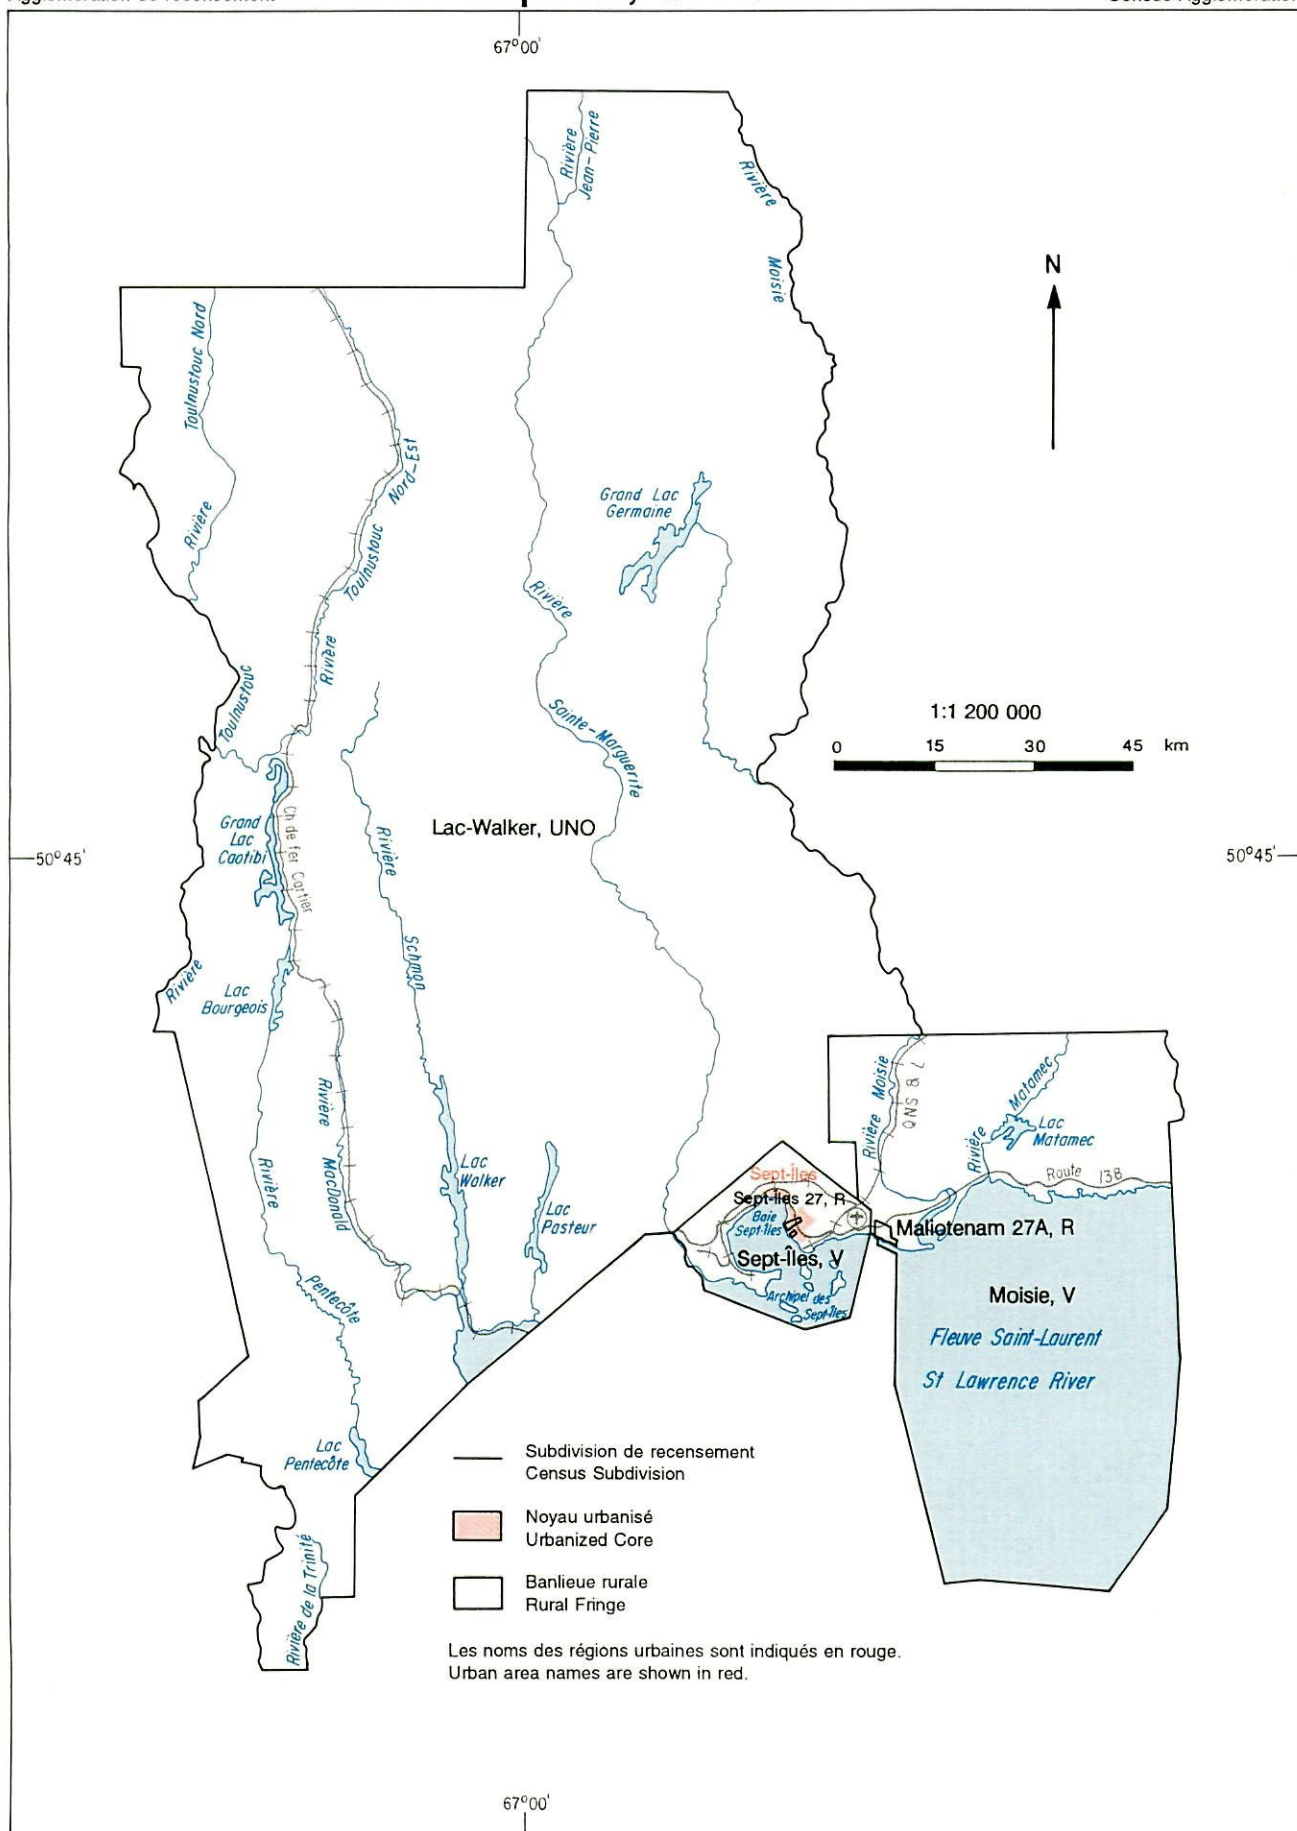 Agglomération de recensement
Census Agglomeration
67°00'
Rivière
Jean-Pierre
Rivière
Moisie
N
Toulnustouc Nord
Rivière
Nord-Est
Toulnustouc
Rivière
Grand Lac
Germaine
Rivière
Sainte-Marguerite
Toulnustouc
1:1 200 000
0 15 30 45 km
Grand
Lac
Caotibi
Ch de fer Cartier
Rivière
Schmon
Lac-Walker, UNO
50°45'
50°45'
Rivière
Lac
Bourgeois
Rivière
MacDonald
Rivière
Pentecôte
Lac
Walker
Lac
Pasteur
Rivière Moisie
QNS & L
Matamec
Rivière
Lac
Matamec
Route 138
Sept-Îles
Sept-Îles 27, R
Baie
Sept-Îles
Maliotenam 27A, R
Sept-Îles, V
Archipel des
Sept-Îles
Moisie, V
Fleuve Saint-Laurent
St Lawrence River
Lac
Pentecôte
Rivière de la Trinité
Subdivision de recensement
Census Subdivision
Noyau urbanisé
Urbanized Core
Banlieue rurale
Rural Fringe
Les noms des régions urbaines sont indiqués en rouge.
Urban area names are shown in red.
67°00'